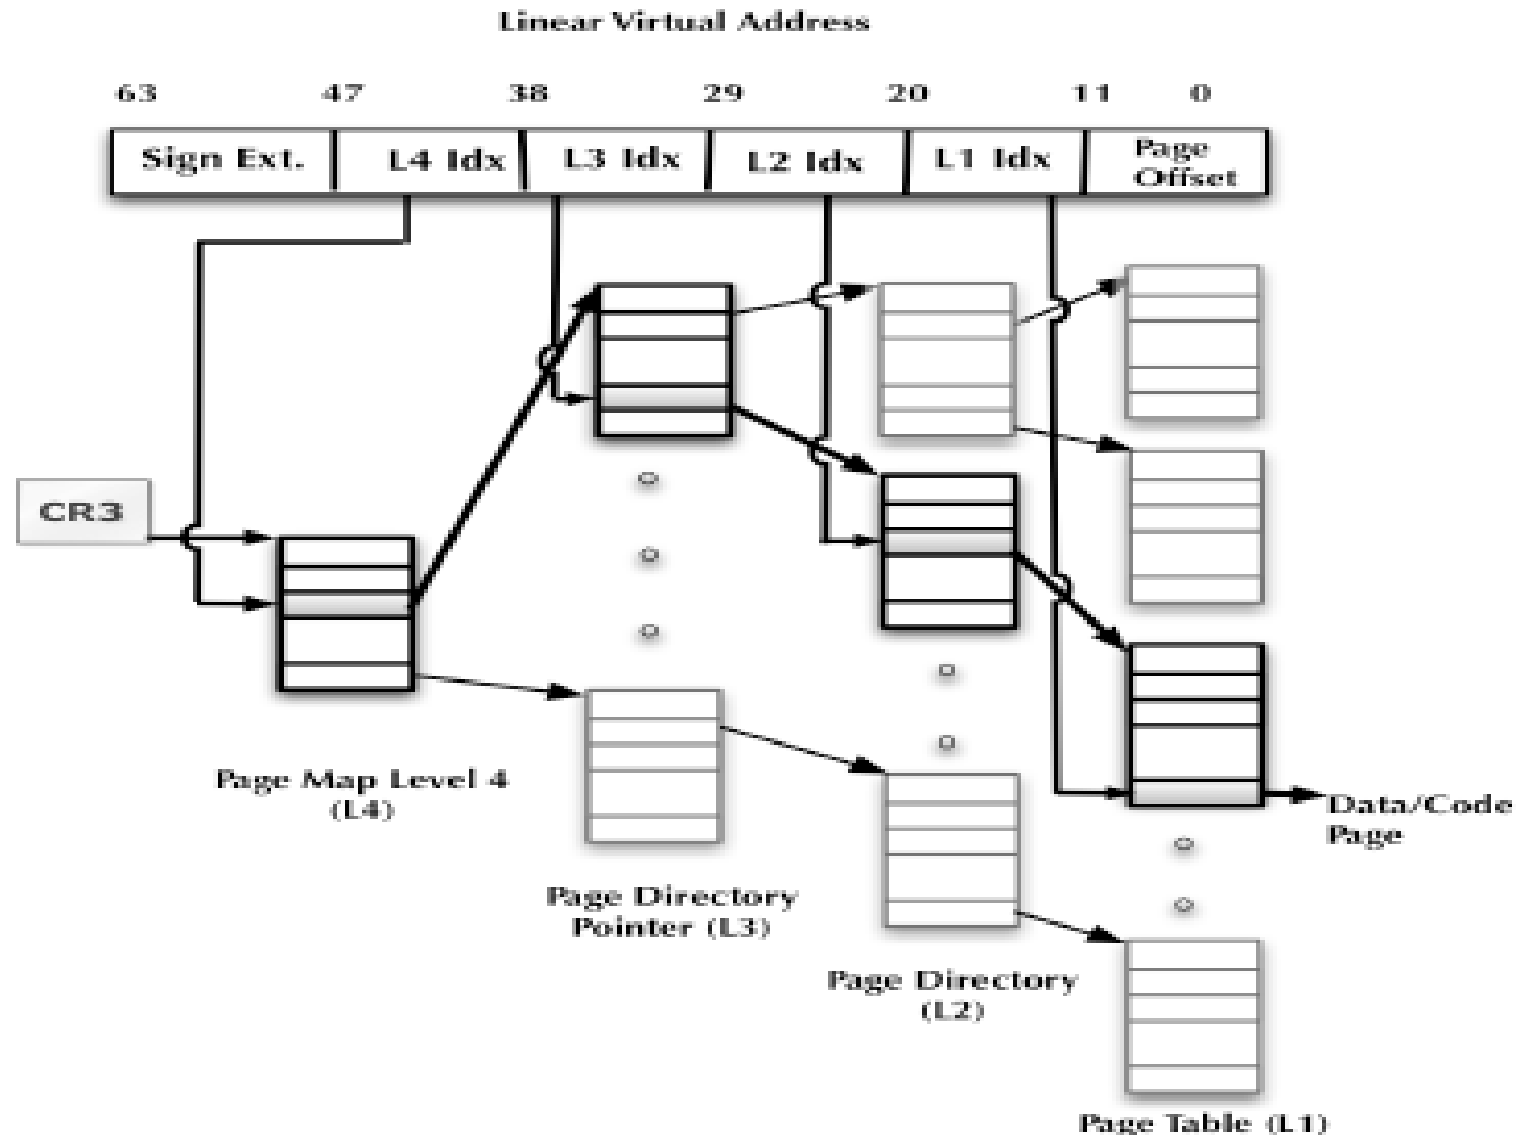 Linear Virtual Address
63 47 38 29 20 11 0
Sign Ext. L4 Idx L3 Idx L2 Idx L1 Idx Page Offset
CR3
Page Map Level 4
(L4)
Data/Code
Page
Page Directory
Pointer (L3)
Page Directory
(L2)
Page Table (L1)